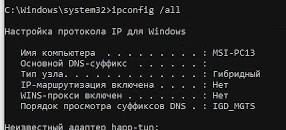 C:\Windows\system32>ipconfig /all
Настройка протокола IP для Windows
Имя компьютера . . . . . . . . . : MSI-PC13
Основной DNS-суффикс . . . . . . :
Тип узла. . . . . . . . . . . . . : Гибридный
IP-маршрутизация включена . . . . : Нет
WINS-прокси включен . . . . . . . : Нет
Порядок просмотра суффиксов DNS . : IGD_MGTS
Неизвестный адаптер happ-tun: